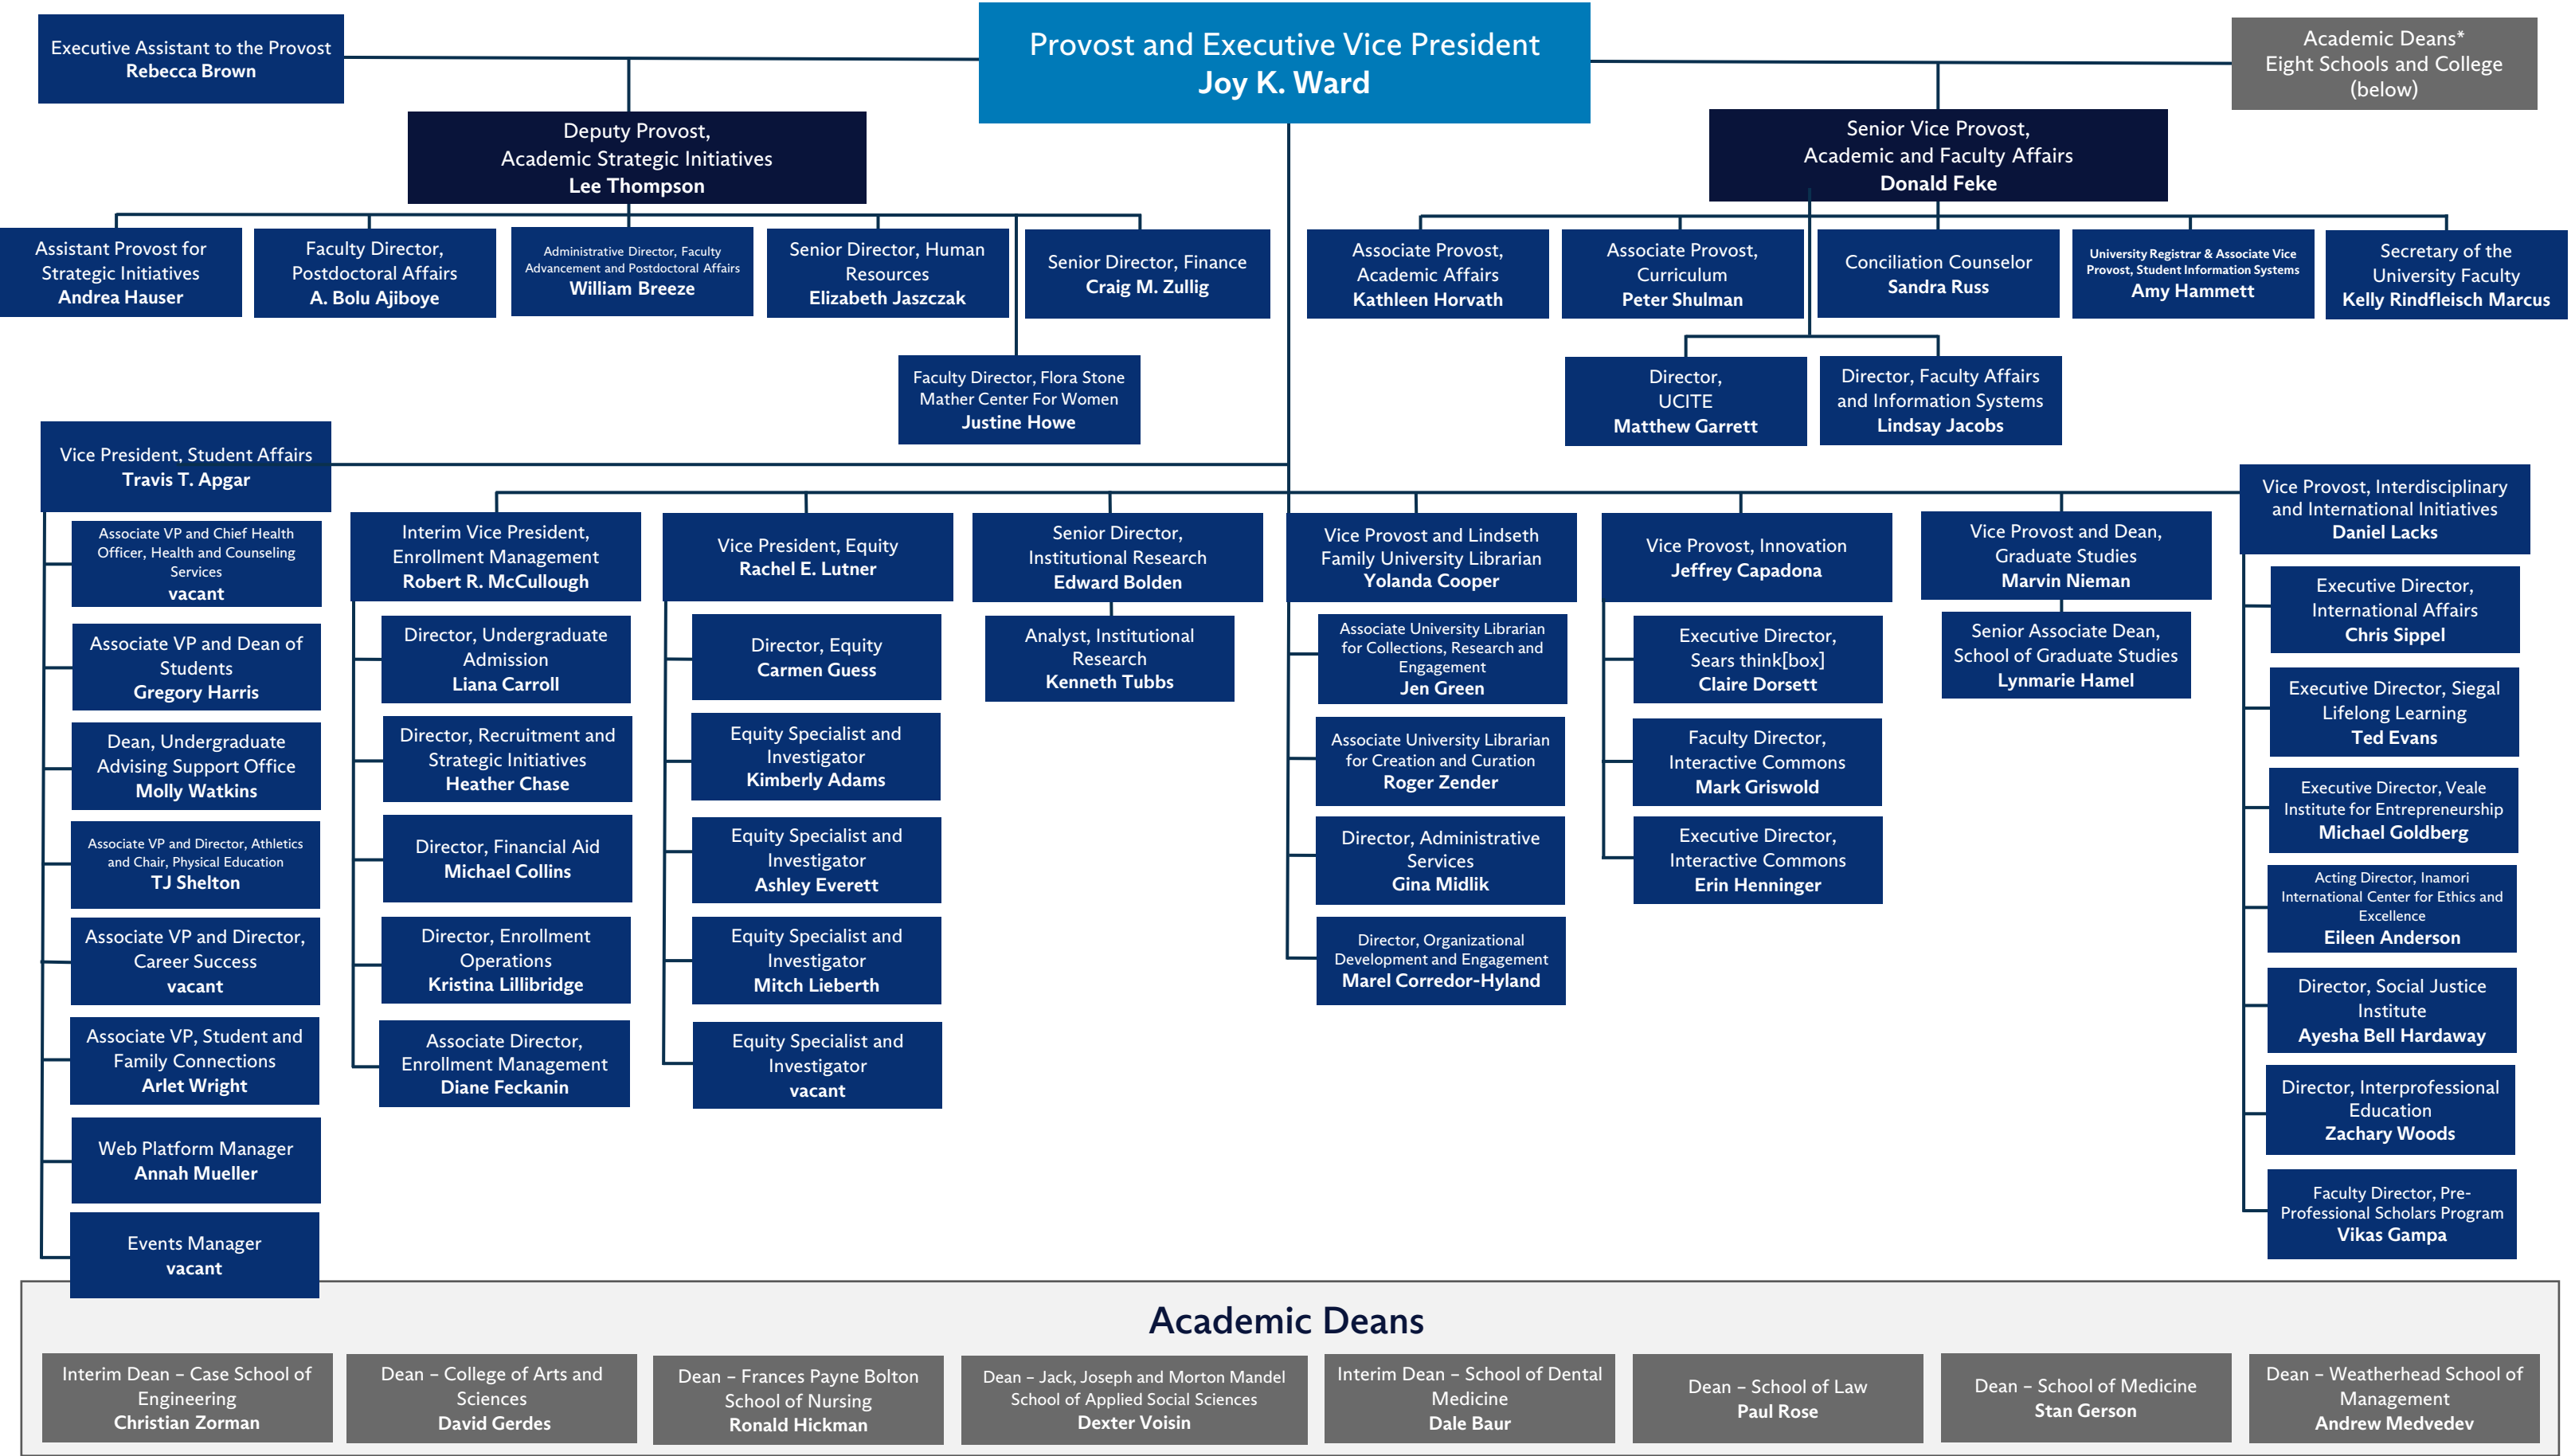 Executive Assistant to the Provost
Rebecca Brown
Provost and Executive Vice President
Joy K. Ward
Academic Deans*
Eight Schools and College
(below)
Deputy Provost,
Academic Strategic Initiatives
Lee Thompson
Senior Vice Provost,
Academic and Faculty Affairs
Donald Feke
Assistant Provost for
Strategic Initiatives
Andrea Hauser
Faculty Director,
Postdoctoral Affairs
A. Bolu Ajiboye
Administrative Director, Faculty
Advancement and Postdoctoral Affairs
William Breeze
Senior Director, Human
Resources
Elizabeth Jaszczak
Senior Director, Finance
Craig M. Zullig
Associate Provost,
Academic Affairs
Kathleen Horvath
Associate Provost,
Curriculum
Peter Shulman
Conciliation Counselor
Sandra Russ
University Registrar & Associate Vice
Provost, Student Information Systems
Amy Hammett
Secretary of the
University Faculty
Kelly Rindfleisch Marcus
Faculty Director, Flora Stone
Mather Center For Women
Justine Howe
Director,
UCITE
Matthew Garrett
Director, Faculty Affairs
and Information Systems
Lindsay Jacobs
Vice President, Student Affairs
Travis T. Apgar
Associate VP and Chief Health
Officer, Health and Counseling
Services
vacant
Associate VP and Dean of
Students
Gregory Harris
Dean, Undergraduate
Advising Support Office
Molly Watkins
Associate VP and Director, Athletics
and Chair, Physical Education
TJ Shelton
Associate VP and Director,
Career Success
vacant
Associate VP, Student and
Family Connections
Arlet Wright
Web Platform Manager
Annah Mueller
Events Manager
vacant
Interim Vice President,
Enrollment Management
Robert R. McCullough
Director, Undergraduate
Admission
Liana Carroll
Director, Recruitment and
Strategic Initiatives
Heather Chase
Director, Financial Aid
Michael Collins
Director, Enrollment
Operations
Kristina Lillibridge
Associate Director,
Enrollment Management
Diane Feckanin
Vice President, Equity
Rachel E. Lutner
Director, Equity
Carmen Guess
Equity Specialist and
Investigator
Kimberly Adams
Equity Specialist and
Investigator
Ashley Everett
Equity Specialist and
Investigator
Mitch Lieberth
Equity Specialist and
Investigator
vacant
Senior Director,
Institutional Research
Edward Bolden
Analyst, Institutional
Research
Kenneth Tubbs
Vice Provost and Lindseth
Family University Librarian
Yolanda Cooper
Associate University Librarian
for Collections, Research and
Engagement
Jen Green
Associate University Librarian
for Creation and Curation
Roger Zender
Director, Administrative
Services
Gina Midlik
Director, Organizational
Development and Engagement
Marel Corredor-Hyland
Vice Provost, Innovation
Jeffrey Capadona
Executive Director,
Sears think[box]
Claire Dorsett
Faculty Director,
Interactive Commons
Mark Griswold
Executive Director,
Interactive Commons
Erin Henninger
Vice Provost and Dean,
Graduate Studies
Marvin Nieman
Senior Associate Dean,
School of Graduate Studies
Lynmarie Hamel
Vice Provost, Interdisciplinary
and International Initiatives
Daniel Lacks
Executive Director,
International Affairs
Chris Sippel
Executive Director, Siegal
Lifelong Learning
Ted Evans
Executive Director, Veale
Institute for Entrepreneurship
Michael Goldberg
Acting Director, Inamori
International Center for Ethics and
Excellence
Eileen Anderson
Director, Social Justice
Institute
Ayesha Bell Hardaway
Director, Interprofessional
Education
Zachary Woods
Faculty Director, Pre-
Professional Scholars Program
Vikas Gampa
Academic Deans
Interim Dean – Case School of
Engineering
Christian Zorman
Dean – College of Arts and
Sciences
David Gerdes
Dean – Frances Payne Bolton
School of Nursing
Ronald Hickman
Dean – Jack, Joseph and Morton Mandel
School of Applied Social Sciences
Dexter Voisin
Interim Dean – School of Dental
Medicine
Dale Baur
Dean – School of Law
Paul Rose
Dean – School of Medicine
Stan Gerson
Dean – Weatherhead School of
Management
Andrew Medvedev